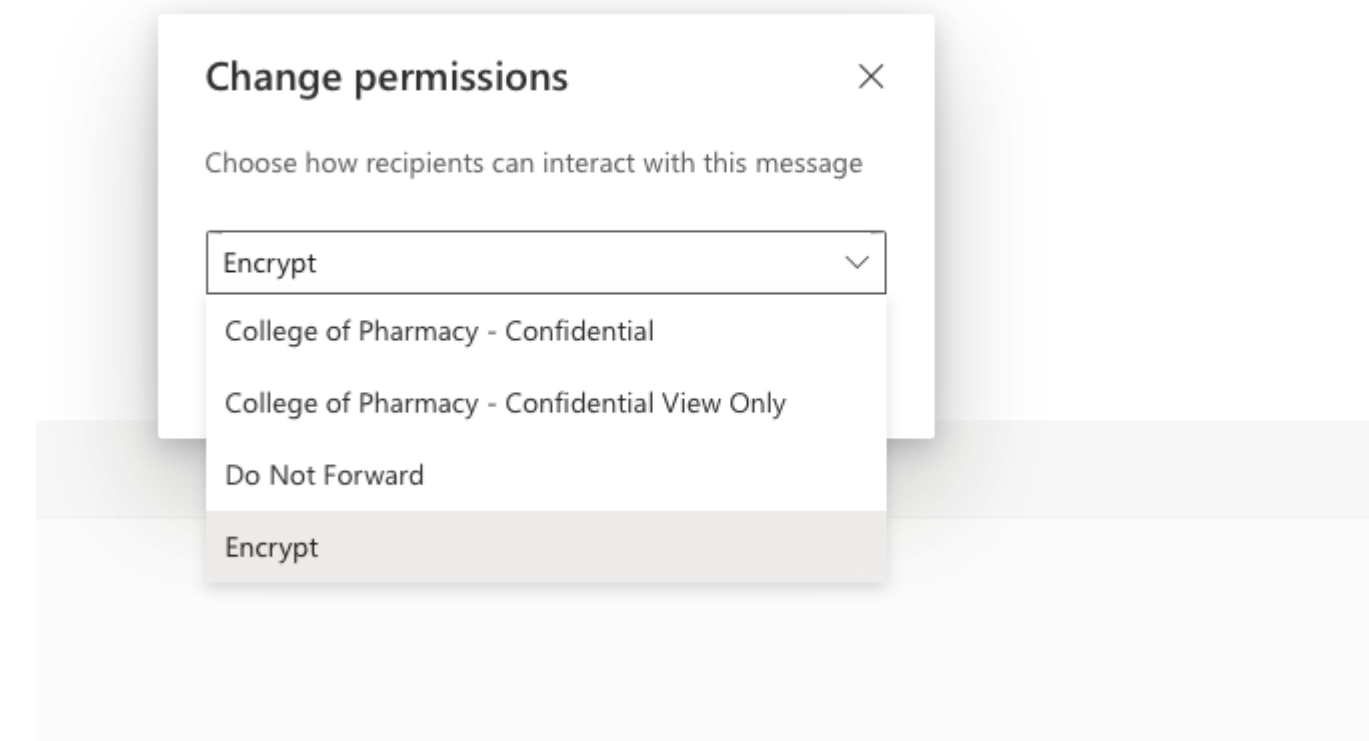 Change permissions
Choose how recipients can interact with this message
Encrypt
College of Pharmacy - Confidential
College of Pharmacy - Confidential View Only
Do Not Forward
Encrypt